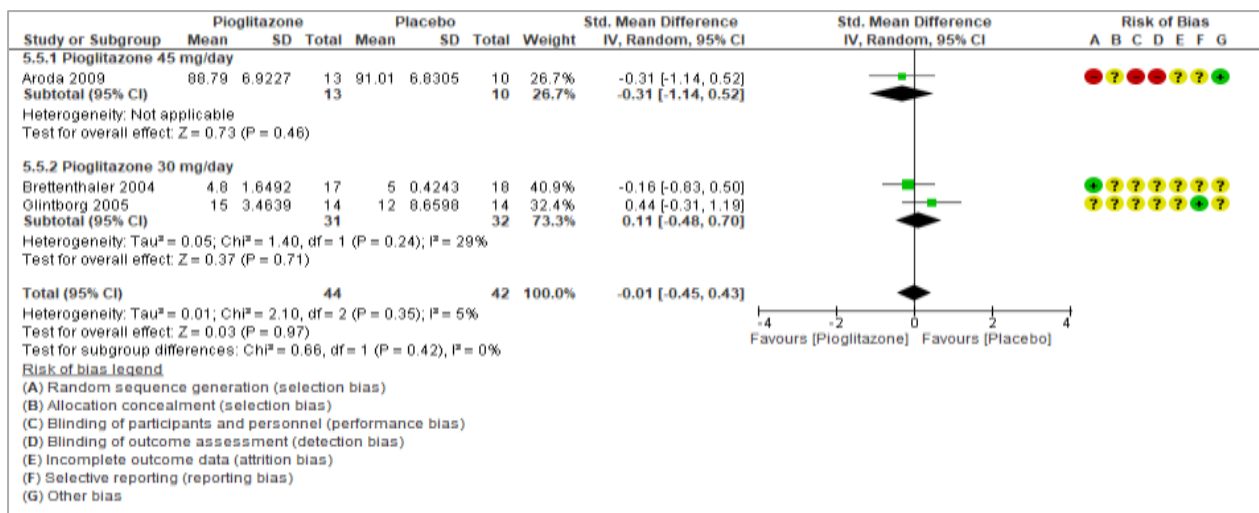 Pioglitazone Placebo Std. Mean Difference Std. Mean Difference Risk of Bias
Study or Subgroup Mean SD Total Mean SD Total Weight IV, Random, 95% CI IV, Random, 95% CI A B C D E F G
5.5.1 Pioglitazone 45 mg/day
Aroda 2009 88.79 6.9227 13 91.01 6.8305 10 26.7% -0.31 [-1.14, 0.52] - ? - - ? ? +
Subtotal (95% CI) 13 10 26.7% -0.31 [-1.14, 0.52]
Heterogeneity: Not applicable
Test for overall effect: Z = 0.73 (P = 0.46)
5.5.2 Pioglitazone 30 mg/day
Brettenthaler 2004 4.8 1.6492 17 5 0.4243 18 40.9% -0.16 [-0.83, 0.50] + ? ? ? ? ? ?
Glintborg 2005 15 3.4639 14 12 8.6598 14 32.4% 0.44 [-0.31, 1.19] ? ? ? ? ? + ?
Subtotal (95% CI) 31 32 73.3% 0.11 [-0.48, 0.70]
Heterogeneity: Tau² = 0.05; Chi² = 1.40, df = 1 (P = 0.24); I² = 29%
Test for overall effect: Z = 0.37 (P = 0.71)
Total (95% CI) 44 42 100.0% -0.01 [-0.45, 0.43]
Heterogeneity: Tau² = 0.01; Chi² = 2.10, df = 2 (P = 0.35); I² = 5%
Test for overall effect: Z = 0.03 (P = 0.97)
Test for subgroup differences: Chi² = 0.66, df = 1 (P = 0.42), I² = 0%
-4 -2 0 2 4
Favours [Pioglitazone] Favours [Placebo]
Risk of bias legend
(A) Random sequence generation (selection bias)
(B) Allocation concealment (selection bias)
(C) Blinding of participants and personnel (performance bias)
(D) Blinding of outcome assessment (detection bias)
(E) Incomplete outcome data (attrition bias)
(F) Selective reporting (reporting bias)
(G) Other bias